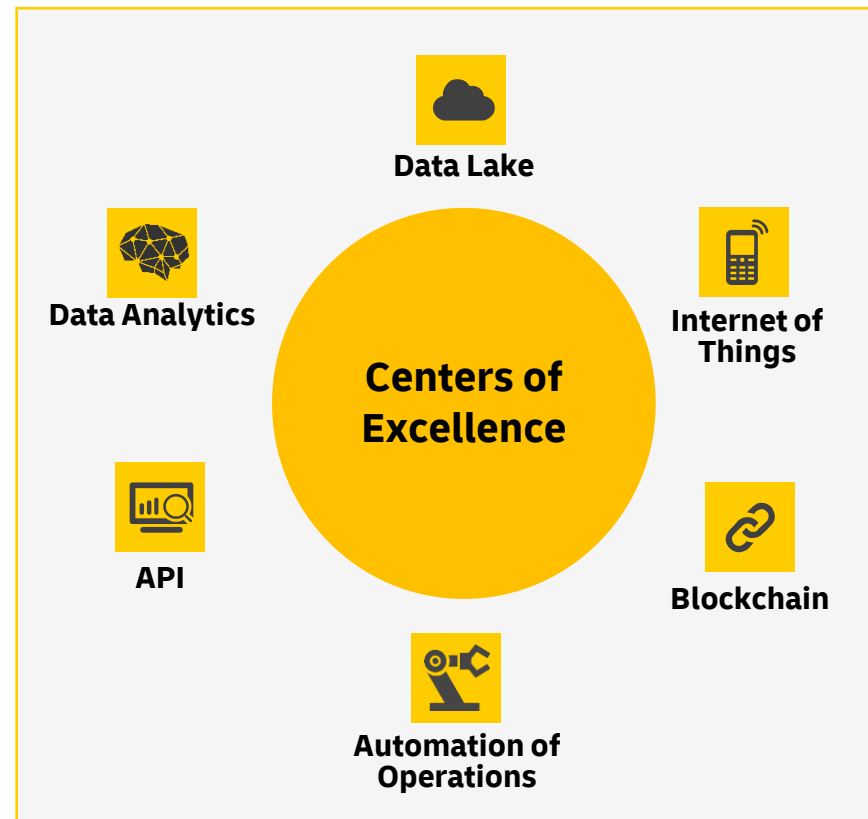 Data Lake
Data Analytics
Internet of
Things
Centers of
Excellence
API
Blockchain
Automation of
Operations